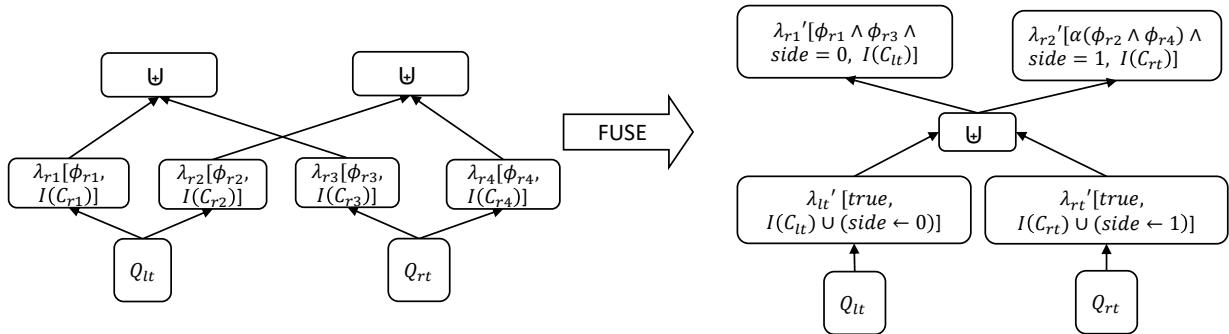 ⊎
⊎
λr1[ϕr1,
I(Cr1)]
λr2[ϕr2,
I(Cr2)]
λr3[ϕr3,
I(Cr3)]
λr4[ϕr4,
I(Cr4)]
Qlt
Qrt
FUSE
λr1′[ϕr1 ∧ ϕr3 ∧
side = 0, I(Clt)]
λr2′[α(ϕr2 ∧ ϕr4) ∧
side = 1, I(Crt)]
⊎
λlt′ [true,
I(Clt) ∪ (side ← 0)]
λrt′[true,
I(Crt) ∪ (side ← 1)]
Qlt
Qrt